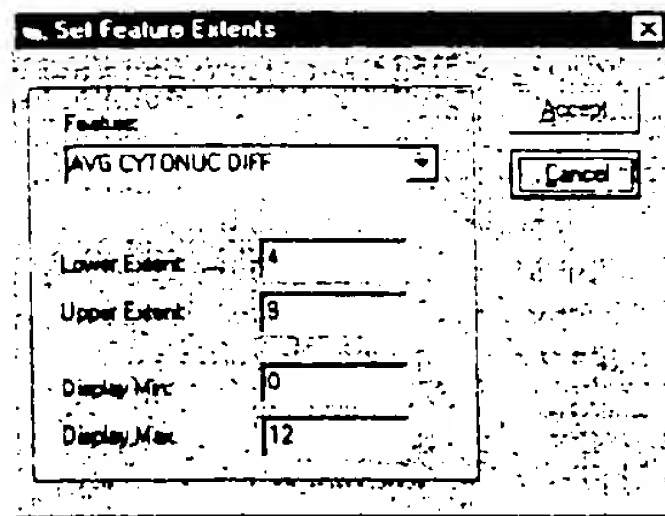 Set Feature Extents
Feature:
AVG CYTONUC DIFF
Accept
Cancel
Lower Extent: 4
Upper Extent:
Display Min: 0
Display Max: 12